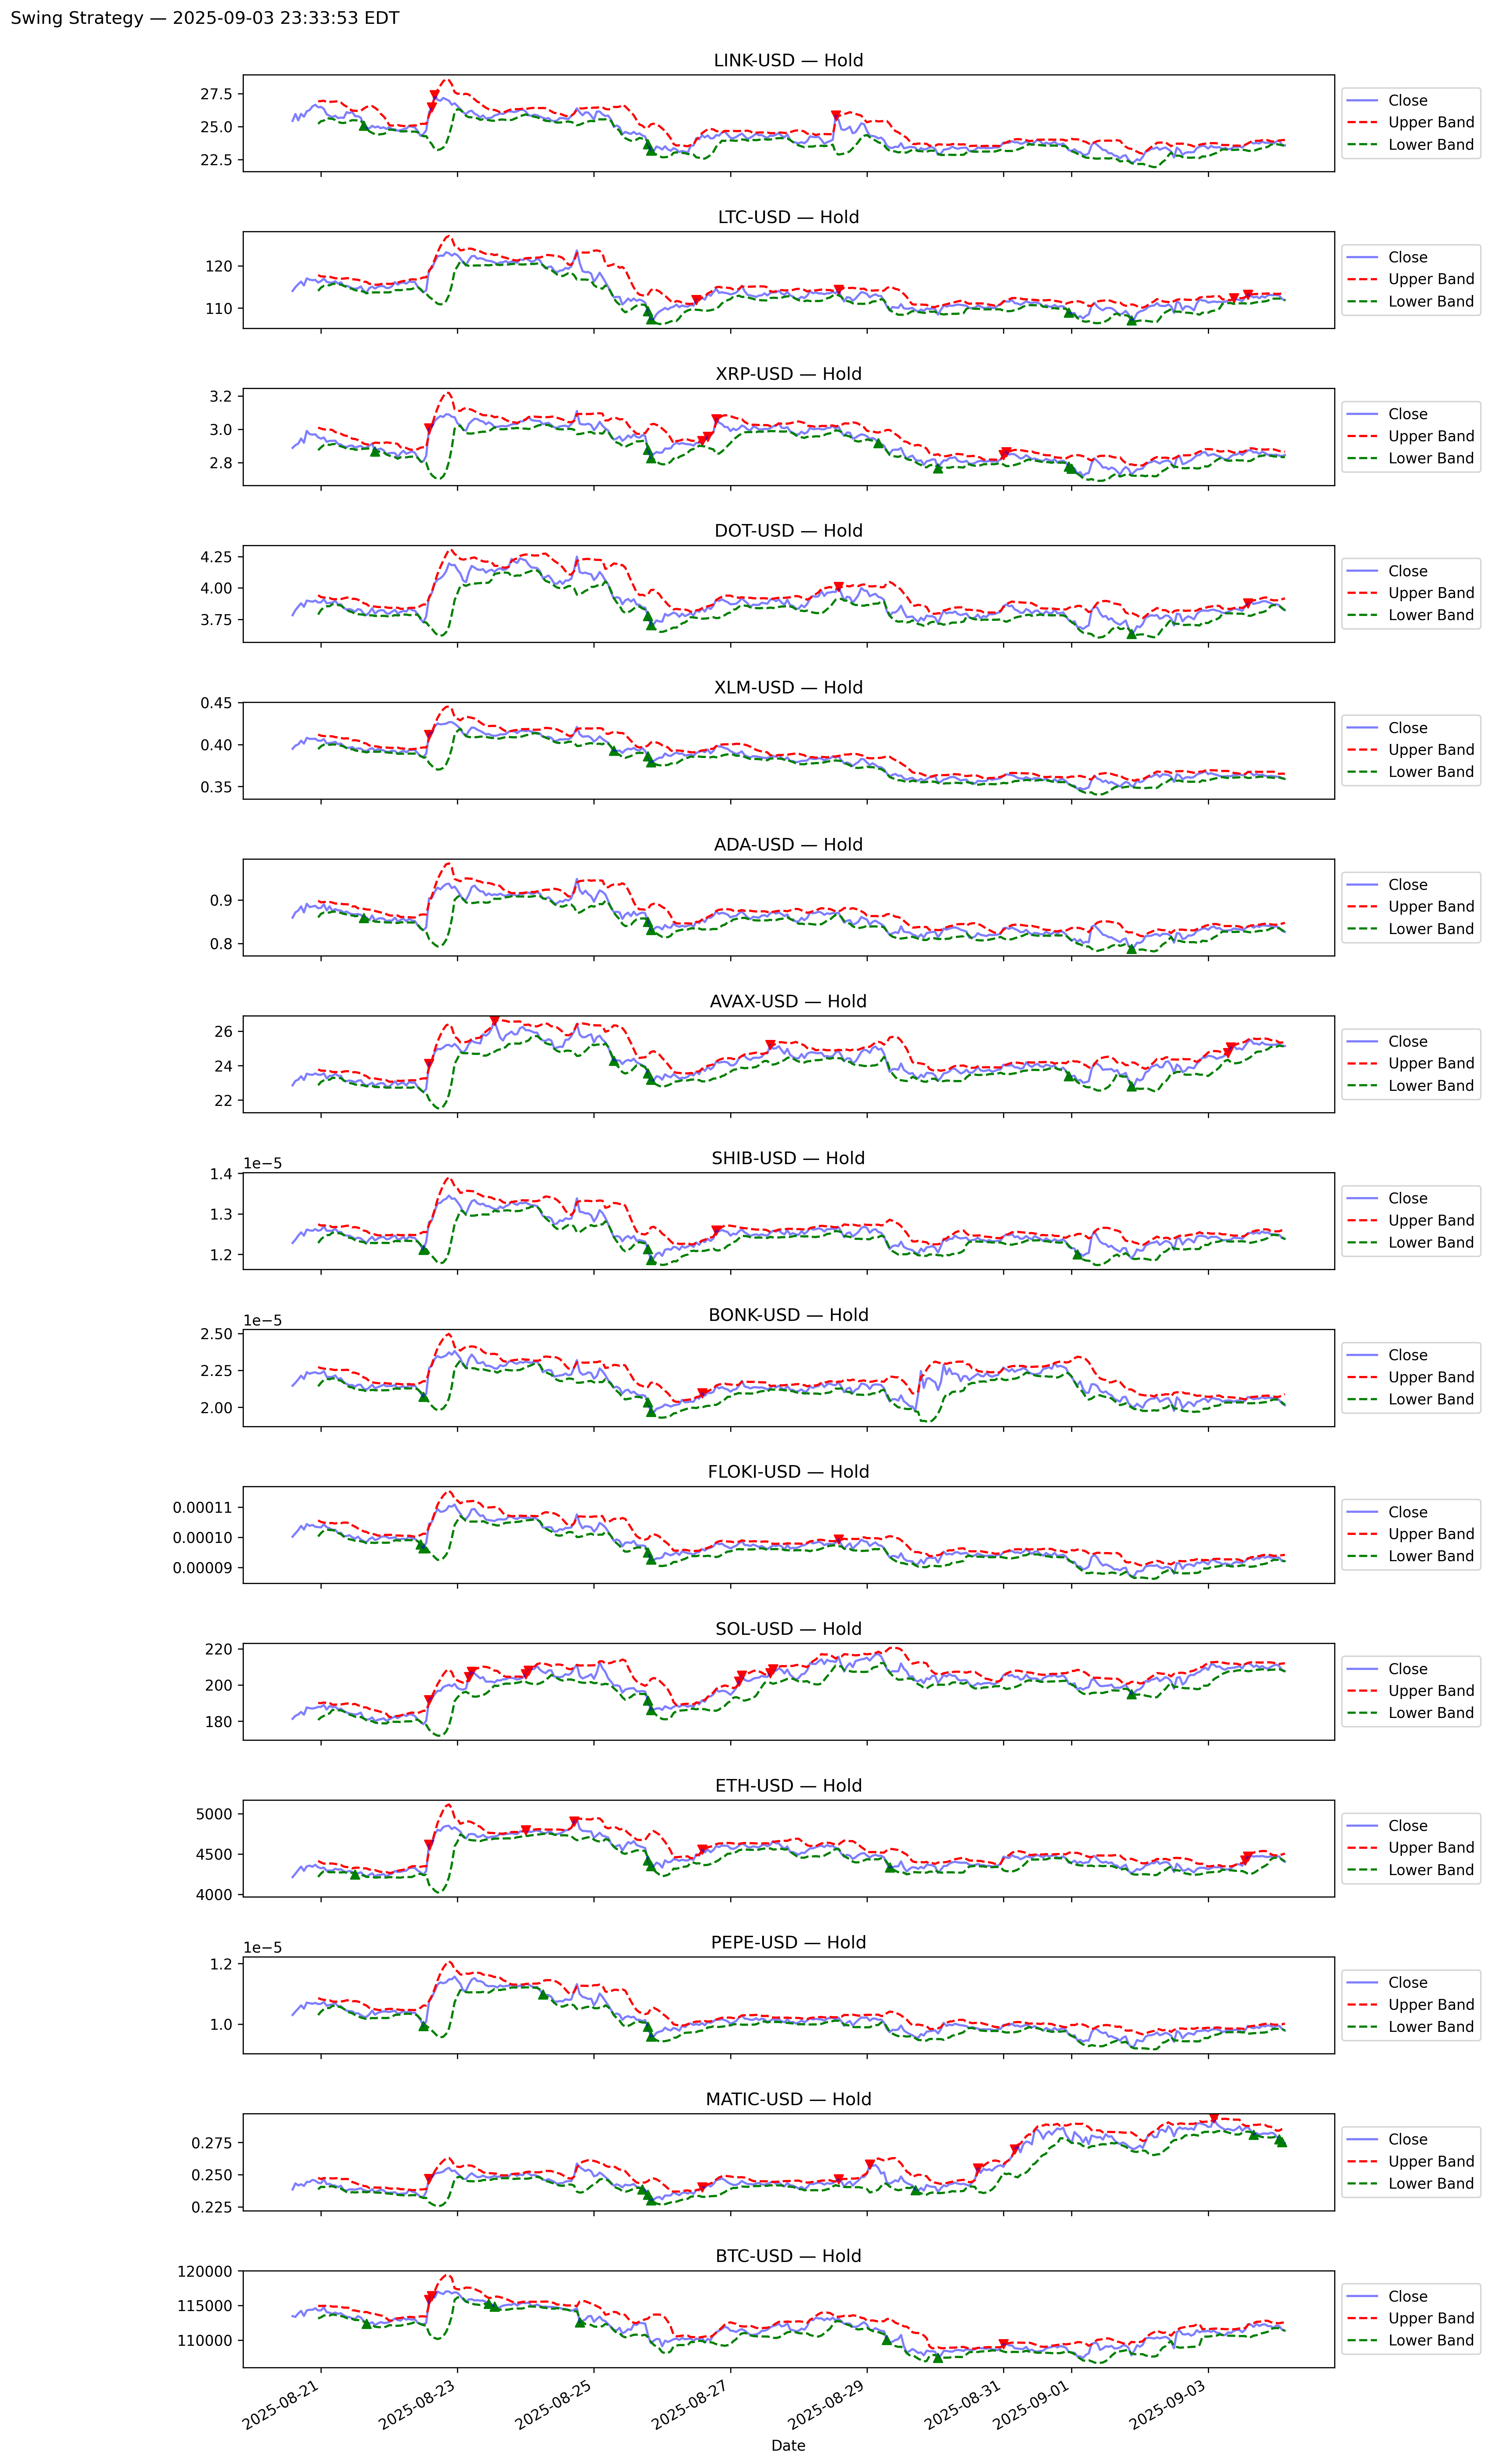 Swing Strategy — 2025-09-03 23:33:53 EDT
LINK-USD — Hold
27.5
25.0
22.5
Close
Upper Band
Lower Band
LTC-USD — Hold
120
110
Close
Upper Band
Lower Band
XRP-USD — Hold
3.2
3.0
2.8
Close
Upper Band
Lower Band
DOT-USD — Hold
4.25
4.00
3.75
Close
Upper Band
Lower Band
XLM-USD — Hold
0.45
0.40
0.35
Close
Upper Band
Lower Band
ADA-USD — Hold
0.9
0.8
Close
Upper Band
Lower Band
AVAX-USD — Hold
26
24
22
Close
Upper Band
Lower Band
SHIB-USD — Hold
1e−5
1.4
1.3
1.2
Close
Upper Band
Lower Band
BONK-USD — Hold
1e−5
2.50
2.25
2.00
Close
Upper Band
Lower Band
FLOKI-USD — Hold
0.00011
0.00010
0.00009
Close
Upper Band
Lower Band
SOL-USD — Hold
220
200
180
Close
Upper Band
Lower Band
ETH-USD — Hold
5000
4500
4000
Close
Upper Band
Lower Band
PEPE-USD — Hold
1e−5
1.2
1.0
Close
Upper Band
Lower Band
MATIC-USD — Hold
0.275
0.250
0.225
Close
Upper Band
Lower Band
BTC-USD — Hold
120000
115000
110000
Close
Upper Band
Lower Band
2025-08-21
2025-08-23
2025-08-25
2025-08-27
2025-08-29
2025-08-31
2025-09-01
2025-09-03
Date